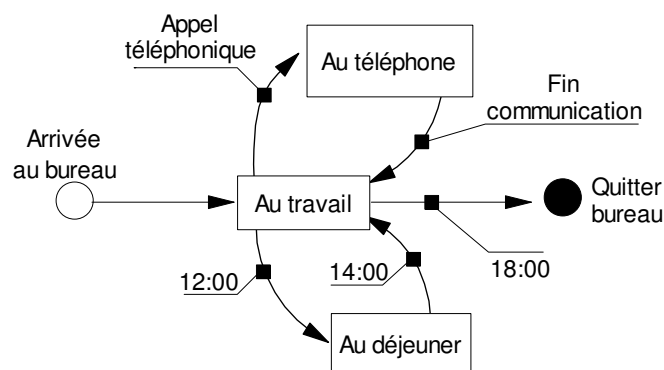 Appel
téléphonique
Au téléphone
Fin
communication
Arrivée
au bureau
Au travail
Quitter
bureau
12:00
14:00
18:00
Au déjeuner